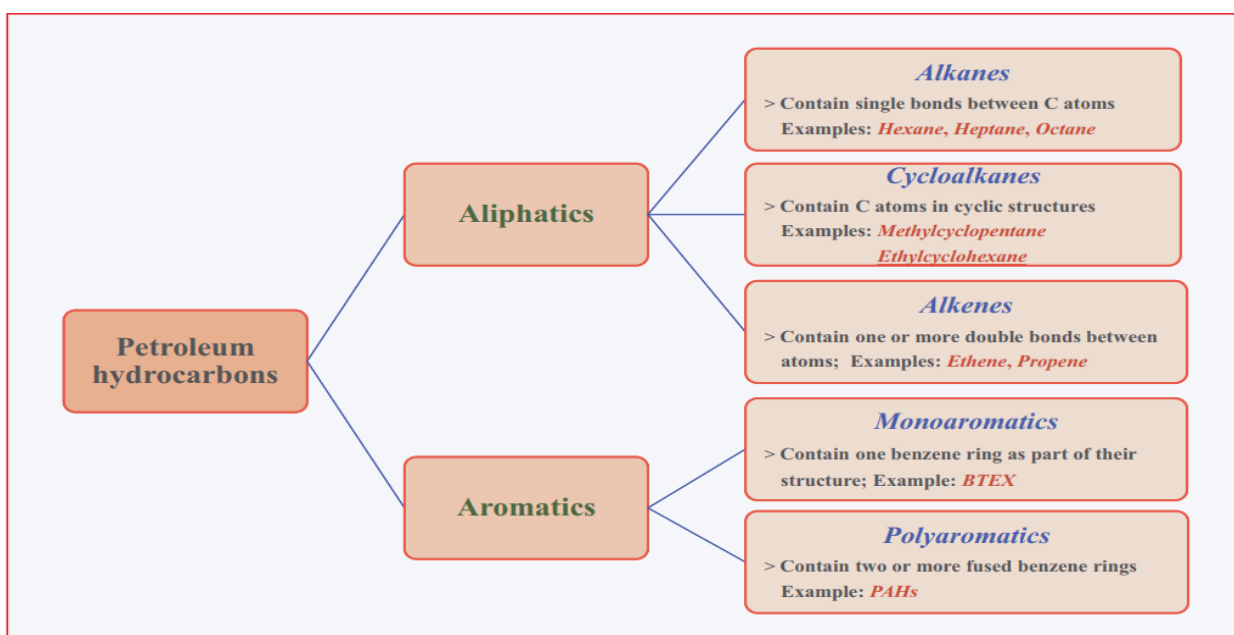 Petroleum
hydrocarbons
Aliphatics
Alkanes
> Contain single bonds between C atoms
Examples: Hexane, Heptane, Octane
Cycloalkanes
> Contain C atoms in cyclic structures
Examples: Methylcyclopentane
Ethylcyclohexane
Alkenes
> Contain one or more double bonds between
atoms; Examples: Ethene, Propene
Aromatics
Monoaromatics
> Contain one benzene ring as part of their
structure; Example: BTEX
Polyaromatics
> Contain two or more fused benzene rings
Example: PAHs